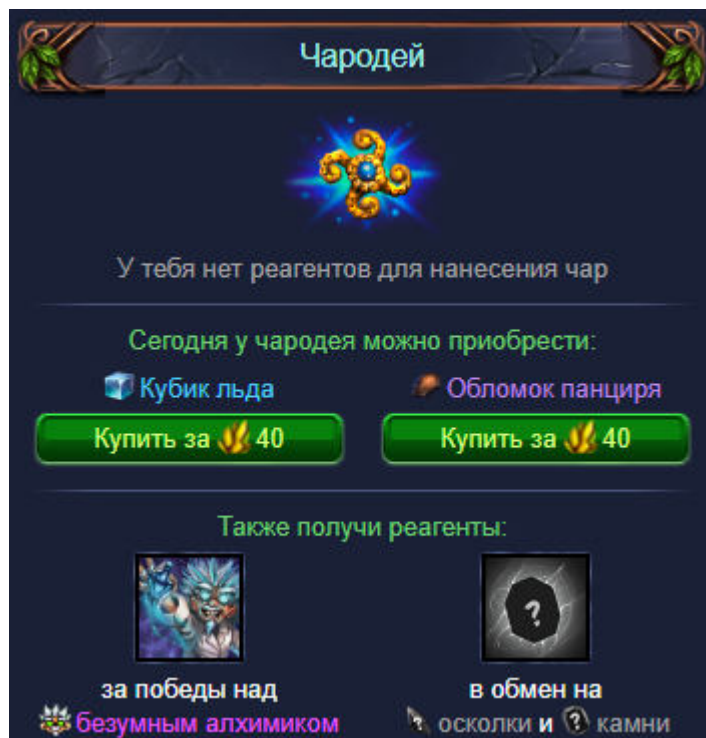 Чародей
У тебя нет реагентов для нанесения чар
Сегодня у чародея можно приобрести:
Кубик льда Обломок панциря
Купить за 40 Купить за 40
Также получи реагенты:
?
за победы над в обмен на
безумным алхимиком осколки и ? камни